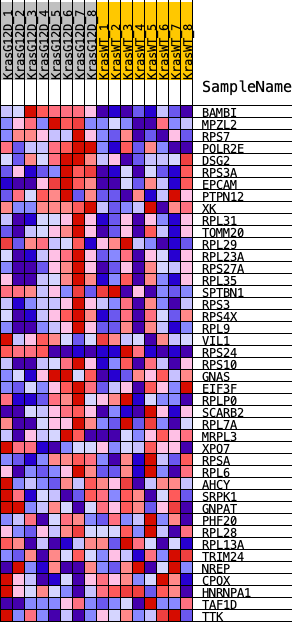 KrasG12D_1
KrasG12D_2
KrasG12D_3
KrasG12D_4
KrasG12D_5
KrasG12D_6
KrasG12D_7
KrasG12D_8
KrasWT_1
KrasWT_2
KrasWT_3
KrasWT_4
KrasWT_5
KrasWT_6
KrasWT_7
KrasWT_8
SampleName
BAMBI
MPZL2
RPS7
POLR2E
DSG2
RPS3A
EPCAM
PTPN12
XK
RPL31
TOMM20
RPL29
RPL23A
RPS27A
RPL35
SPTBN1
RPS3
RPS4X
RPL9
VIL1
RPS24
RPS10
GNAS
EIF3F
RPLP0
SCARB2
RPL7A
MRPL3
XPO7
RPSA
RPL6
AHCY
SRPK1
GNPAT
PHF20
RPL28
RPL13A
TRIM24
NREP
CPOX
HNRNPA1
TAF1D
TTK